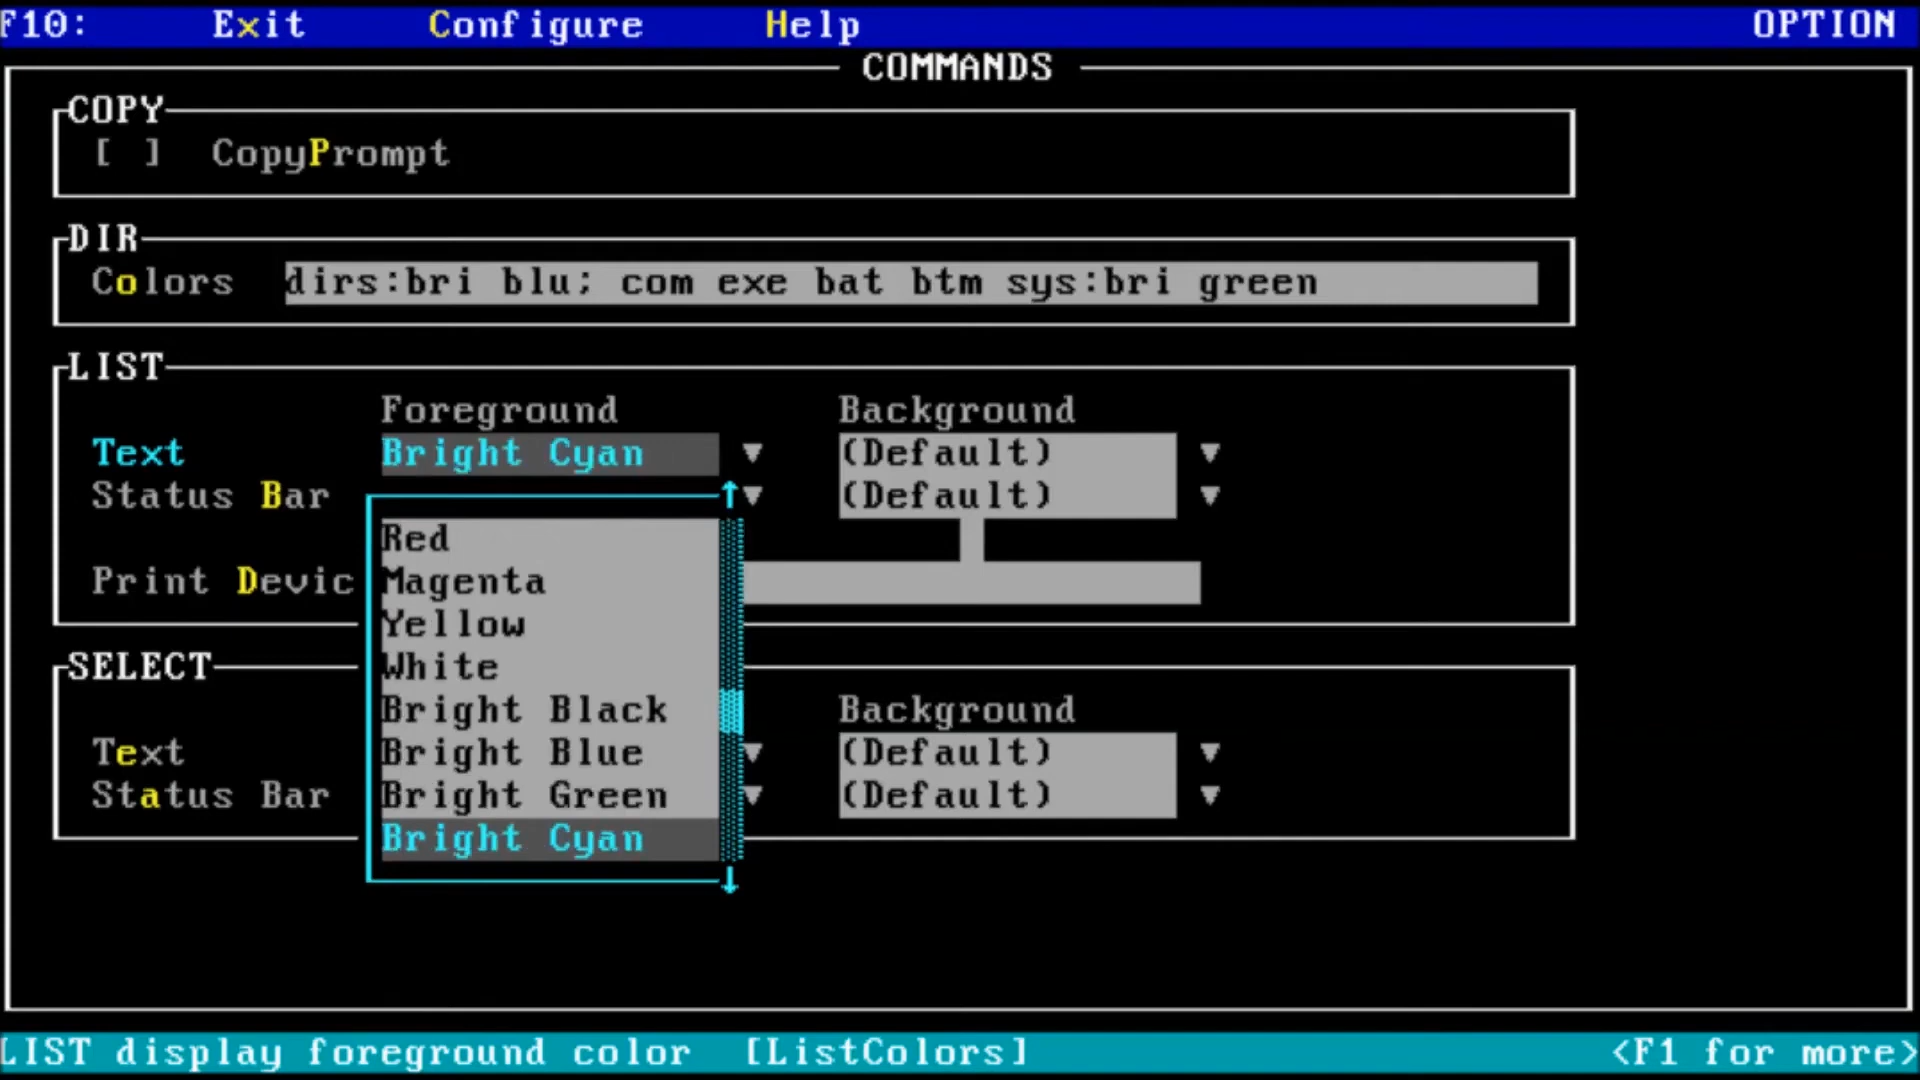 F10: Exit Configure Help OPTION
COMMANDS
COPY
[ ] CopyPrompt
DIR
Colors dirs:bri blu; com exe bat btm sys:bri green
LIST
Foreground Background
Text Bright Cyan ▼ (Default) ▼
Status Bar ↑▼ (Default) ▼
Red
Print Devic Magenta
Yellow
SELECT White
Bright Black Background
Text Bright Blue ▼ (Default) ▼
Status Bar Bright Green ▼ (Default) ▼
Bright Cyan
↓
LIST display foreground color [ListColors] <F1 for more>